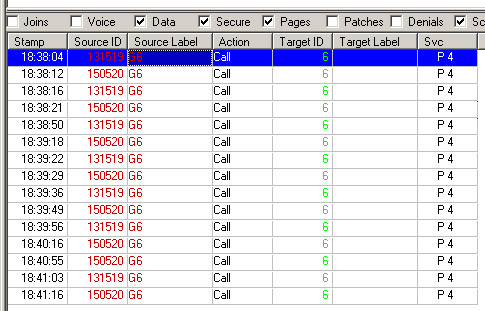 Joins Voice Data Secure Pages Patches Denials Sc
Stamp Source ID Source Label Action Target ID Target Label Svc
18:38:04 131519 G6 Call 6 P 4
18:38:12 150520 G6 Call 6 P 4
18:38:16 131519 G6 Call 6 P 4
18:38:21 150520 G6 Call 6 P 4
18:38:50 131519 G6 Call 6 P 4
18:39:18 150520 G6 Call 6 P 4
18:39:22 131519 G6 Call 6 P 4
18:39:29 150520 G6 Call 6 P 4
18:39:36 131519 G6 Call 6 P 4
18:39:49 150520 G6 Call 6 P 4
18:39:56 131519 G6 Call 6 P 4
18:40:16 150520 G6 Call 6 P 4
18:40:55 150520 G6 Call 6 P 4
18:41:03 131519 G6 Call 6 P 4
18:41:16 150520 G6 Call 6 P 4